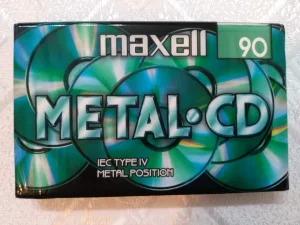 maxell 90
METAL•CD
IEC TYPE IV
METAL POSITION